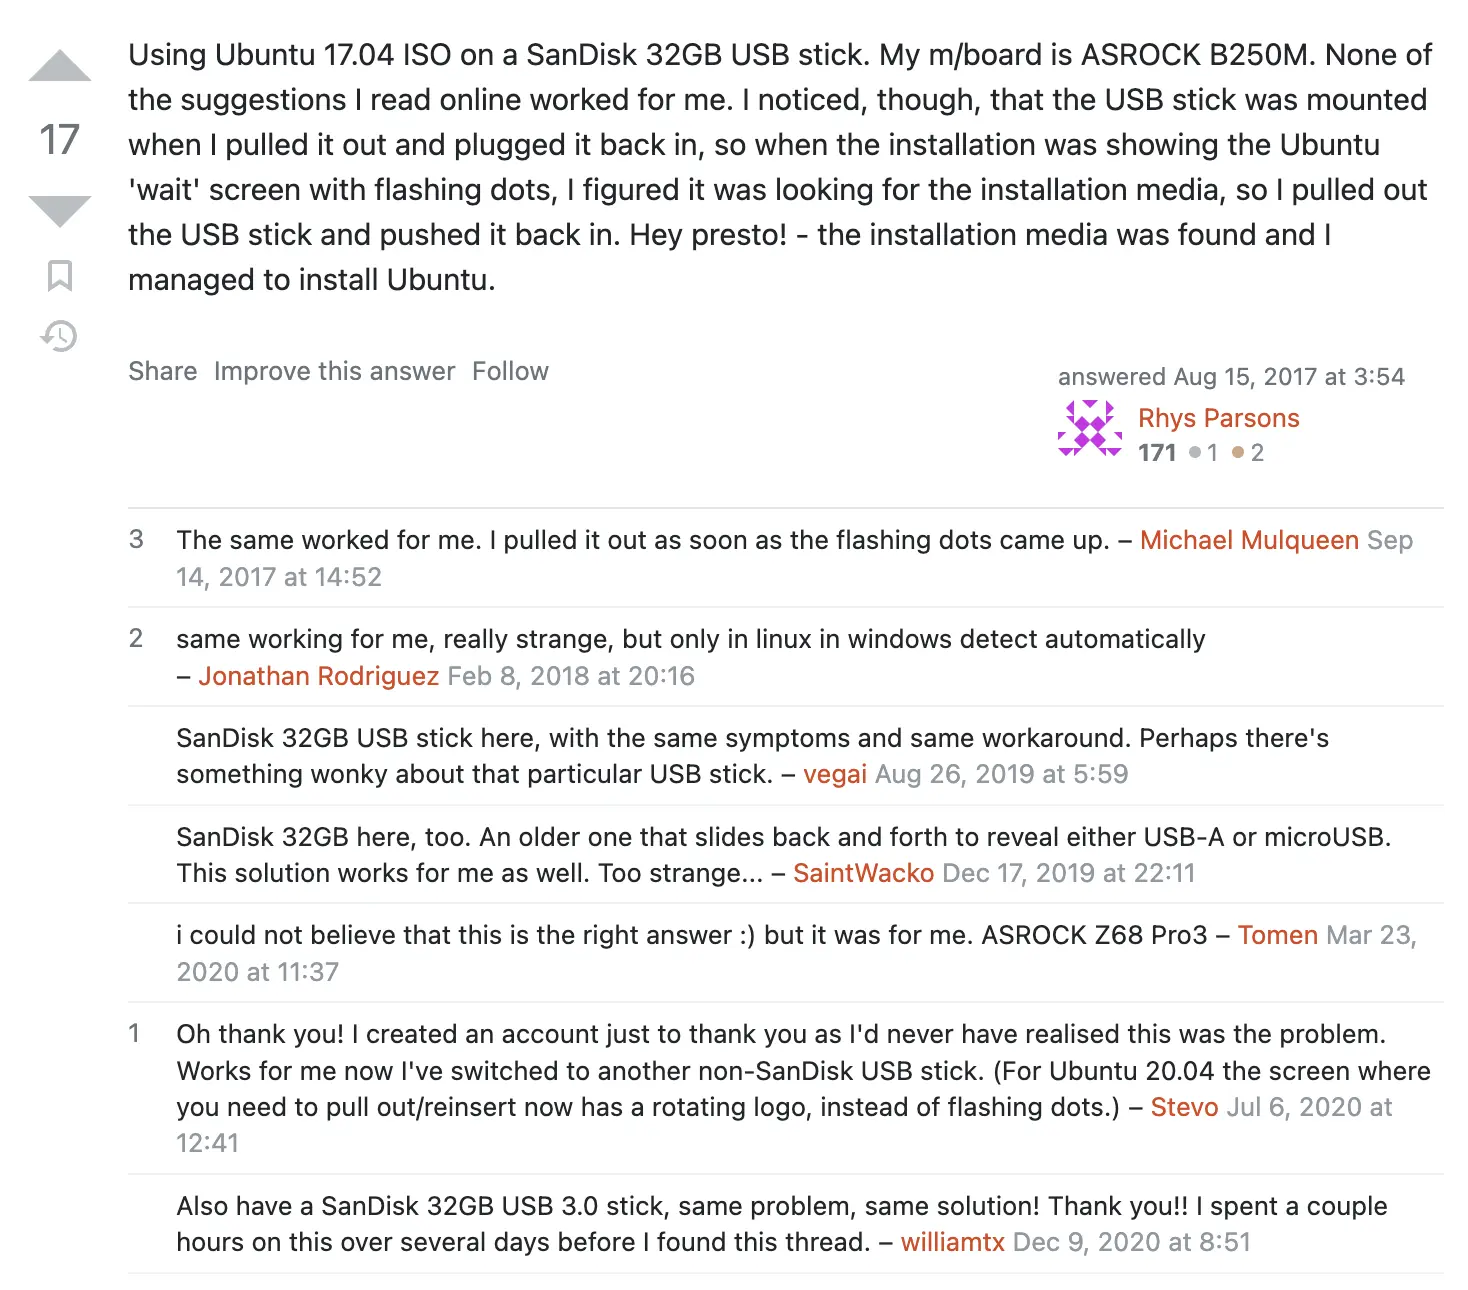 Using Ubuntu 17.04 ISO on a SanDisk 32GB USB stick. My m/board is ASROCK B250M. None of
the suggestions I read online worked for me. I noticed, though, that the USB stick was mounted
17
when I pulled it out and plugged it back in, so when the installation was showing the Ubuntu
'wait' screen with flashing dots, I figured it was looking for the installation media, so I pulled out
the USB stick and pushed it back in. Hey presto! - the installation media was found and I
managed to install Ubuntu.
Share Improve this answer Follow
answered Aug 15, 2017 at 3:54
Rhys Parsons
171 ●1 ●2
3 The same worked for me. I pulled it out as soon as the flashing dots came up. – Michael Mulqueen Sep
14, 2017 at 14:52
2 same working for me, really strange, but only in linux in windows detect automatically
– Jonathan Rodriguez Feb 8, 2018 at 20:16
SanDisk 32GB USB stick here, with the same symptoms and same workaround. Perhaps there's
something wonky about that particular USB stick. – vegai Aug 26, 2019 at 5:59
SanDisk 32GB here, too. An older one that slides back and forth to reveal either USB-A or microUSB.
This solution works for me as well. Too strange... – SaintWacko Dec 17, 2019 at 22:11
i could not believe that this is the right answer :) but it was for me. ASROCK Z68 Pro3 – Tomen Mar 23,
2020 at 11:37
1 Oh thank you! I created an account just to thank you as I'd never have realised this was the problem.
Works for me now I've switched to another non-SanDisk USB stick. (For Ubuntu 20.04 the screen where
you need to pull out/reinsert now has a rotating logo, instead of flashing dots.) – Stevo Jul 6, 2020 at
12:41
Also have a SanDisk 32GB USB 3.0 stick, same problem, same solution! Thank you!! I spent a couple
hours on this over several days before I found this thread. – williamtx Dec 9, 2020 at 8:51